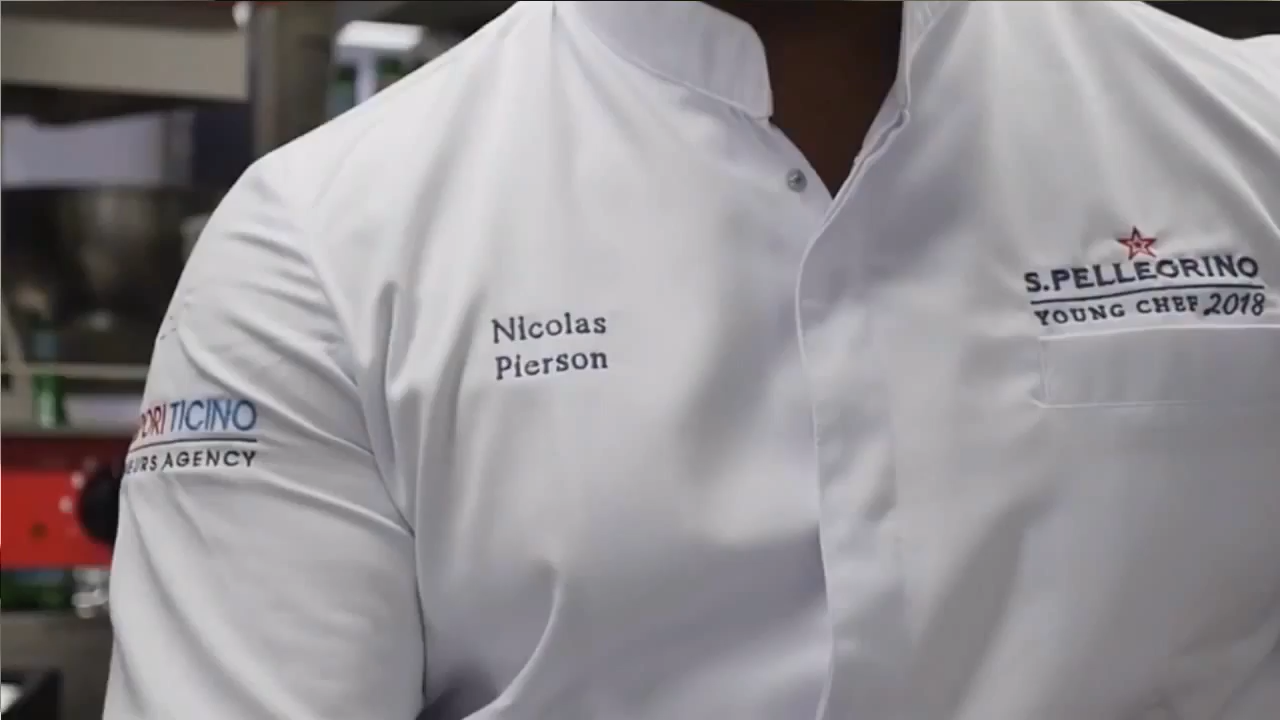 Nicolas
Pierson
S.PELLEGRINO
YOUNG CHEF 2018
TICINO
AGENCY